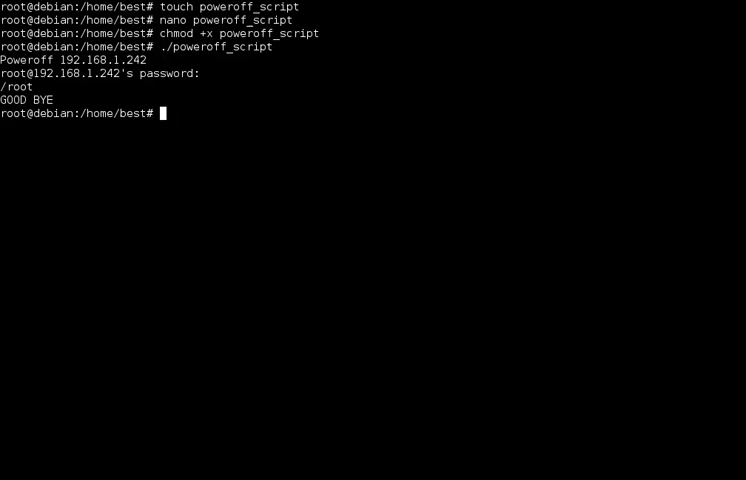 root@debian:/home/best# touch poweroff_script
root@debian:/home/best# nano poweroff_script
root@debian:/home/best# chmod +x poweroff_script
root@debian:/home/best# ./poweroff_script
Poweroff 192.168.1.242
root@192.168.1.242's password:
/root
GOOD BYE
root@debian:/home/best#